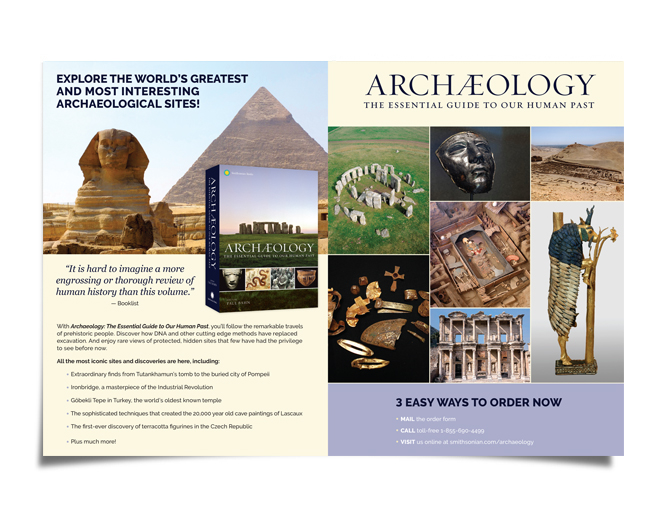 EXPLORE THE WORLD'S GREATEST
AND MOST INTERESTING
ARCHAEOLOGICAL SITES!
ARCHÆOLOGY
ARCHÆOLOGY
THE ESSENTIAL GUIDE TO OUR HUMAN PAST
"It is hard to imagine a more
engrossing or thorough review of
human history than this volume."
— Booklist
With Archaeology: The Essential Guide to Our Human Past, you'll follow the remarkable travels
of prehistoric people. Discover how DNA and other cutting edge methods have replaced
excavation. And enjoy rare views of protected, hidden sites that few have had the privilege
to see before now.
All the most iconic sites and discoveries are here, including:
• Extraordinary finds from Tutankhamun's tomb to the buried city of Pompeii
• Ironbridge, a masterpiece of the Industrial Revolution
• Göbekli Tepe in Turkey, the world's oldest known temple
• The sophisticated techniques that created the 20,000 year old cave paintings of Lascaux
• The first-ever discovery of terracotta figurines in the Czech Republic
• Plus much more!
ARCHÆOLOGY
THE ESSENTIAL GUIDE TO OUR HUMAN PAST
3 EASY WAYS TO ORDER NOW
• MAIL the order form
• CALL toll-free 1-855-690-4499
• VISIT us online at smithsonian.com/archaeology